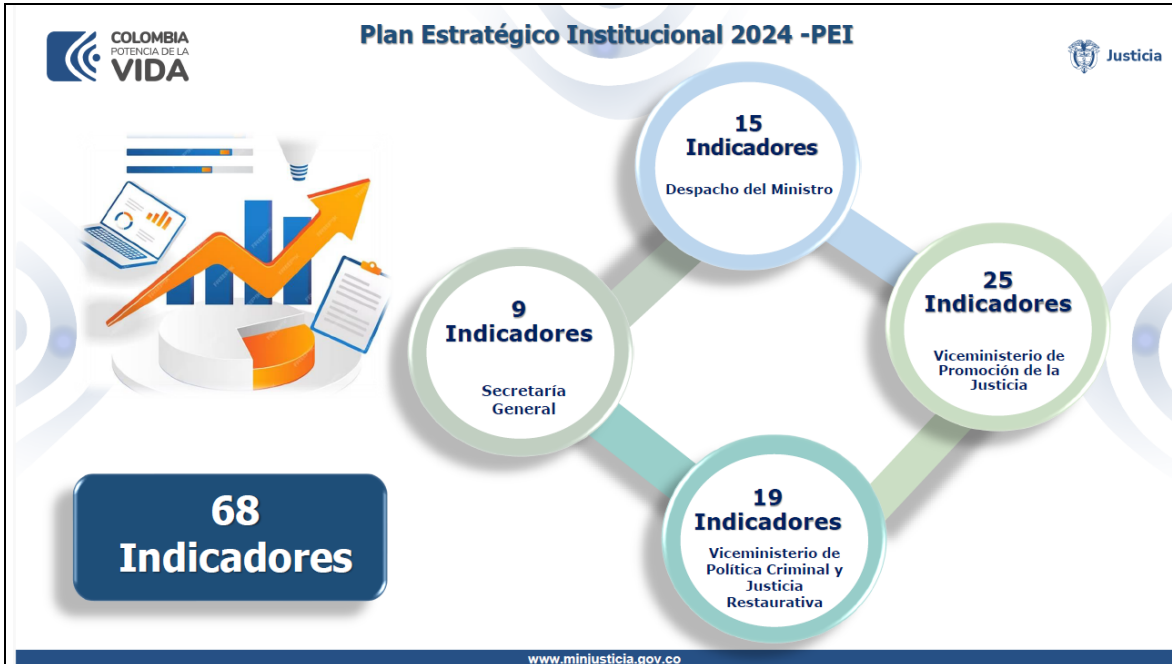 COLOMBIA
POTENCIA DE LA
VIDA
Plan Estratégico Institucional 2024 -PEI
Justicia
15
Indicadores
Despacho del Ministro
25
Indicadores
Viceministerio de
Promoción de la
Justicia
9
Indicadores
Secretaría
General
19
Indicadores
Viceministerio de
Política Criminal y
Justicia
Restaurativa
68
Indicadores
www.minjusticia.gov.co